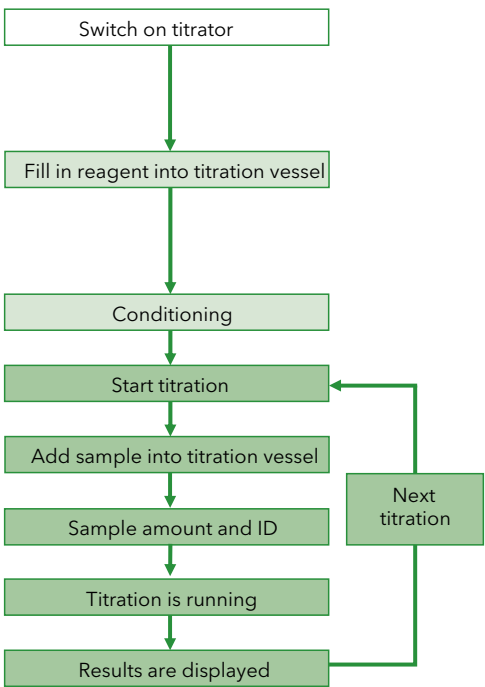 Switch on titrator
Fill in reagent into titration vessel
Conditioning
Start titration
Add sample into titration vessel
Sample amount and ID
Titration is running
Results are displayed
Next
titration